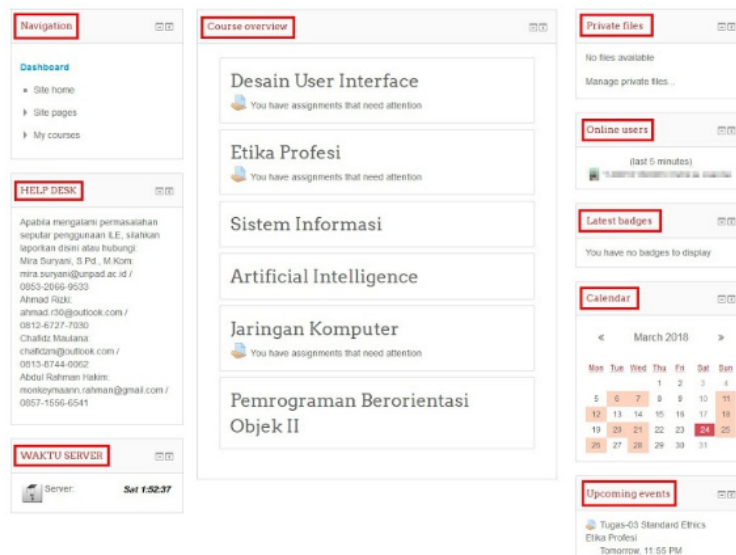 Navigation
Dashboard
Site home
Site pages
My courses
HELP DESK
Apabila mengalami permasalahan
seputar penggunaan ILE, silahkan
laporkan disini atau hubungi:
Mira Suryani, S.Pd., M.Kom:
mira.suryani@unpad.ac.id /
0853-2066-9533
Ahmad Rizki:
ahmad.r30@outlook.com /
0812-6727-7030
Chafidz Maulana:
chafidzm@outlook.com /
0813-8744-0062
Abdul Rahman Hakim:
monkeymaann.rahman@gmail.com /
0857-1556-6541
WAKTU SERVER
Server: Sat 1:52:37
Course overview
Desain User Interface
You have assignments that need attention
Etika Profesi
You have assignments that need attention
Sistem Informasi
Artificial Intelligence
Jaringan Komputer
You have assignments that need attention
Pemrograman Berorientasi
Objek II
Private files
No files available
Manage private files...
Online users
(last 5 minutes)
Latest badges
You have no badges to display
Calendar
« March 2018 »
Mon Tue Wed Thu Fri Sat Sun
1 2 3 4
5 6 7 8 9 10 11
12 13 14 15 16 17 18
19 20 21 22 23 24 25
26 27 28 29 30 31
Upcoming events
Tugas-03 Standard Ethics
Etika Profesi
Tomorrow, 11:55 PM